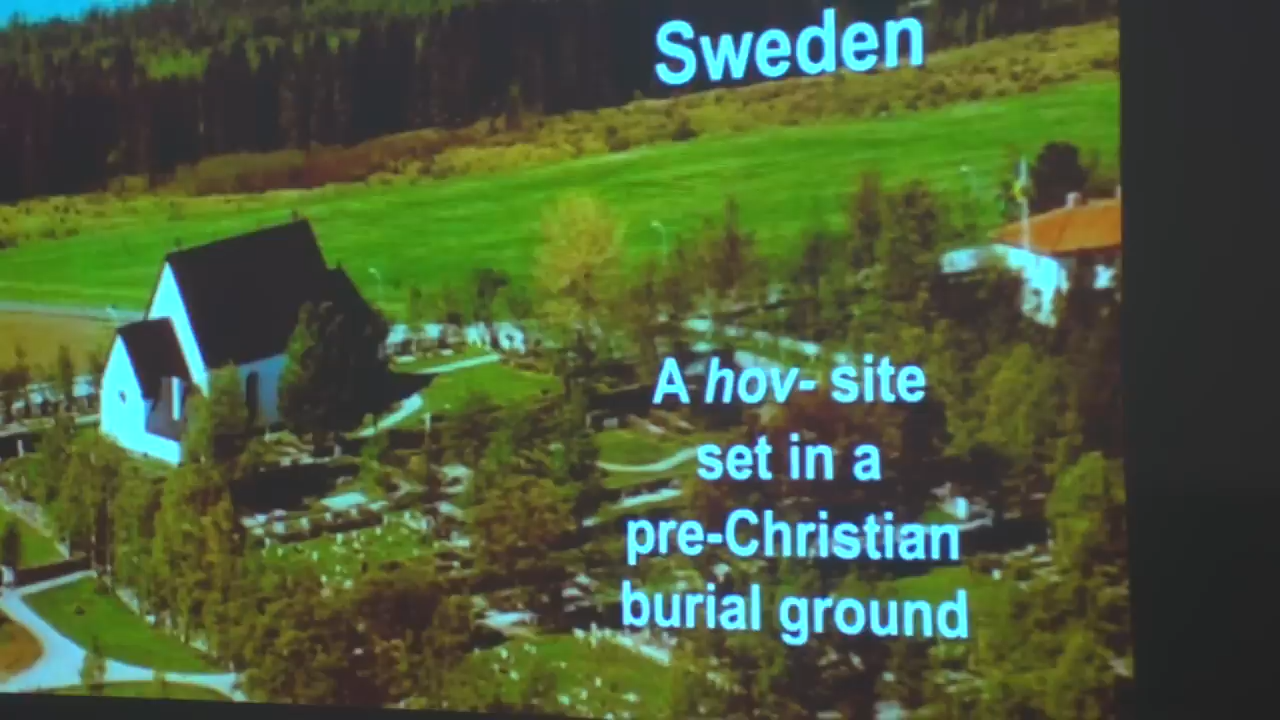 Sweden
A hov- site
set in a
pre-Christian
burial ground